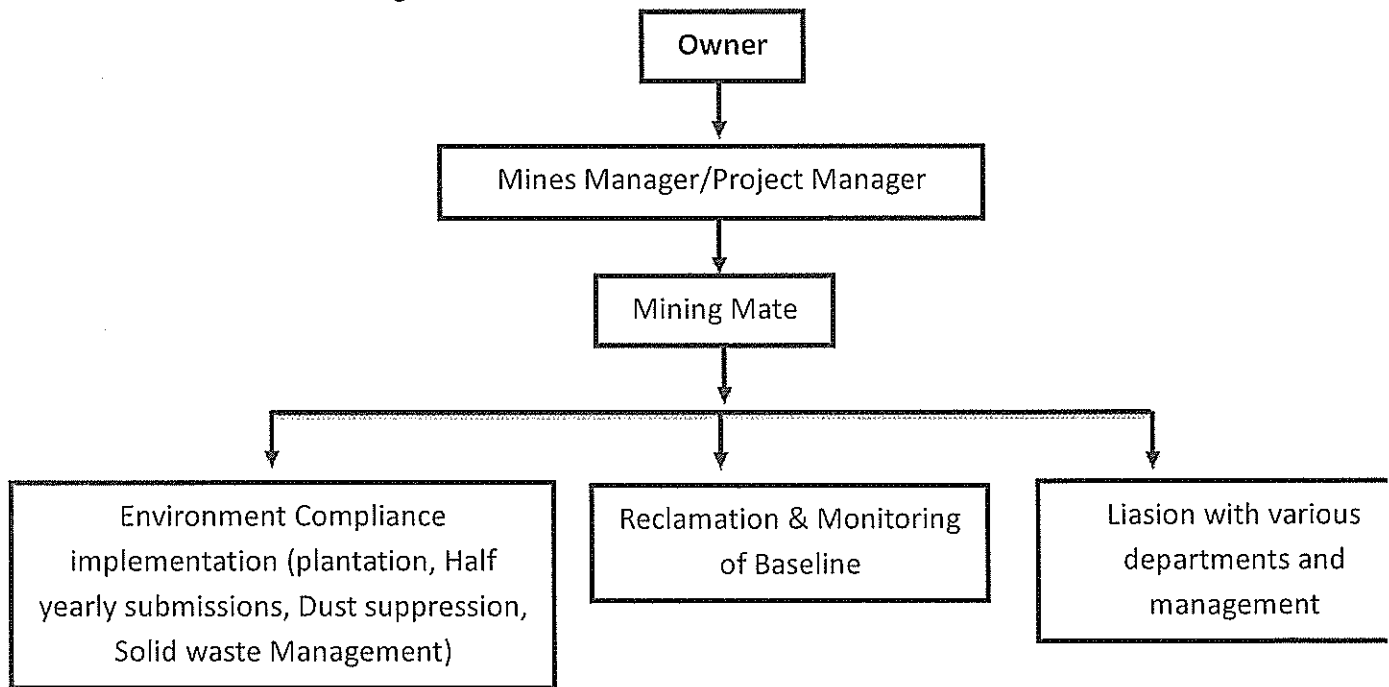 Owner
Mines Manager/Project Manager
Mining Mate
Environment Compliance
implementation (plantation, Half
yearly submissions, Dust suppression,
Solid waste Management)
Reclamation & Monitoring
of Baseline
Liasion with various
departments and
management